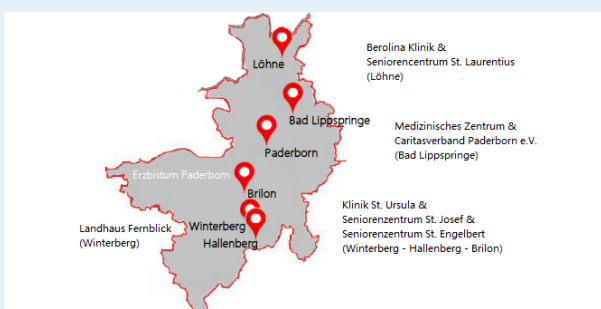 Löhne
Bad Lippspringe
Paderborn
Erzbistum Paderborn
Brilon
Winterberg
Hallenberg
Landhaus Fernblick
(Winterberg)
Berolina Klinik &
Seniorencentrum St. Laurentius
(Löhne)
Medizinisches Zentrum &
Caritasverband Paderborn e.V.
(Bad Lippspringe)
Klinik St. Ursula &
Seniorenzentrum St. Josef &
Seniorenzentrum St. Engelbert
(Winterberg - Hallenberg - Brilon)